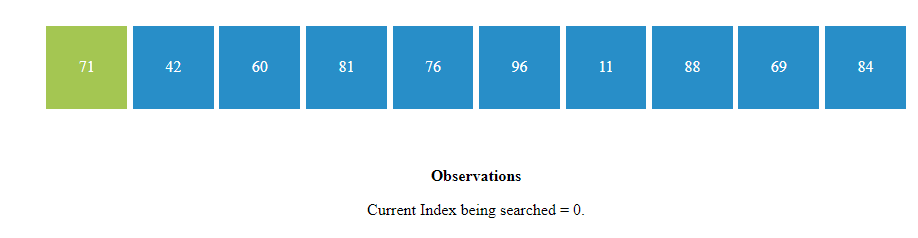 71 42 60 81 76 96 11 88 69 84
Observations
Current Index being searched = 0.